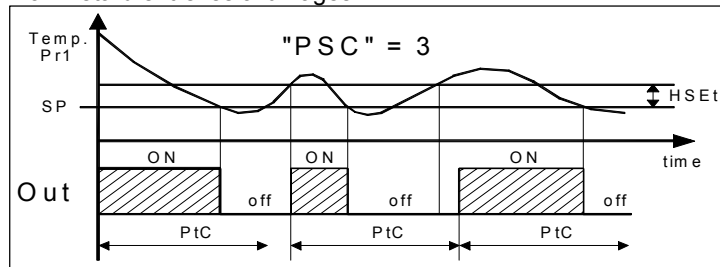 Temp.
Pr1
"PSC" = 3
HSEt
SP
time
ON
ON
ON
Out
off
off
off
PtC
PtC
PtC